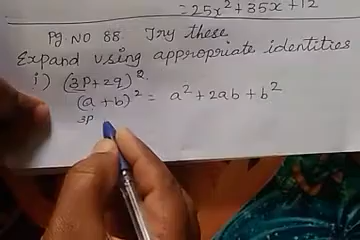 = 25x² + 35x + 12
Pg. NO 88. Try these
Expand using appropriate identities
i) (3p+2q)².
(a + b)² = a² + 2ab + b²
3p